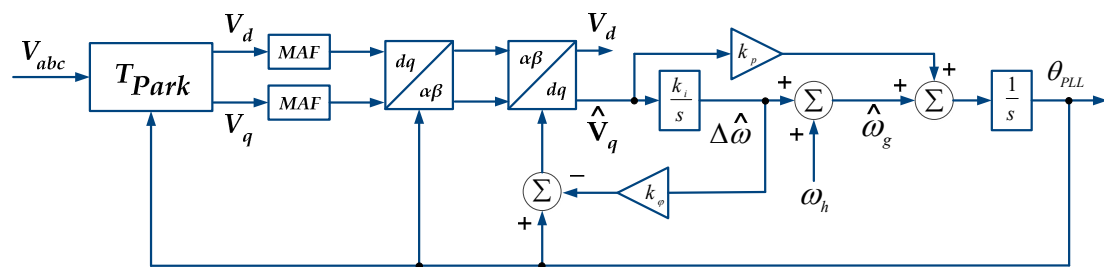 V_abc
T_Park
V_d
V_q
MAF
MAF
dq
αβ
αβ
dq
V_d
V̂_q
k_p
k_i
s
Δω̂
k_φ
−
+
+
Σ
Σ
+
ω_h
ω̂_g
+
+
Σ
1
s
θ_PLL